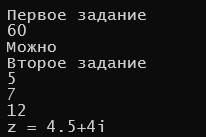 Первое задание
60
Можно
Второе задание
5
7
12
z = 4.5+4i